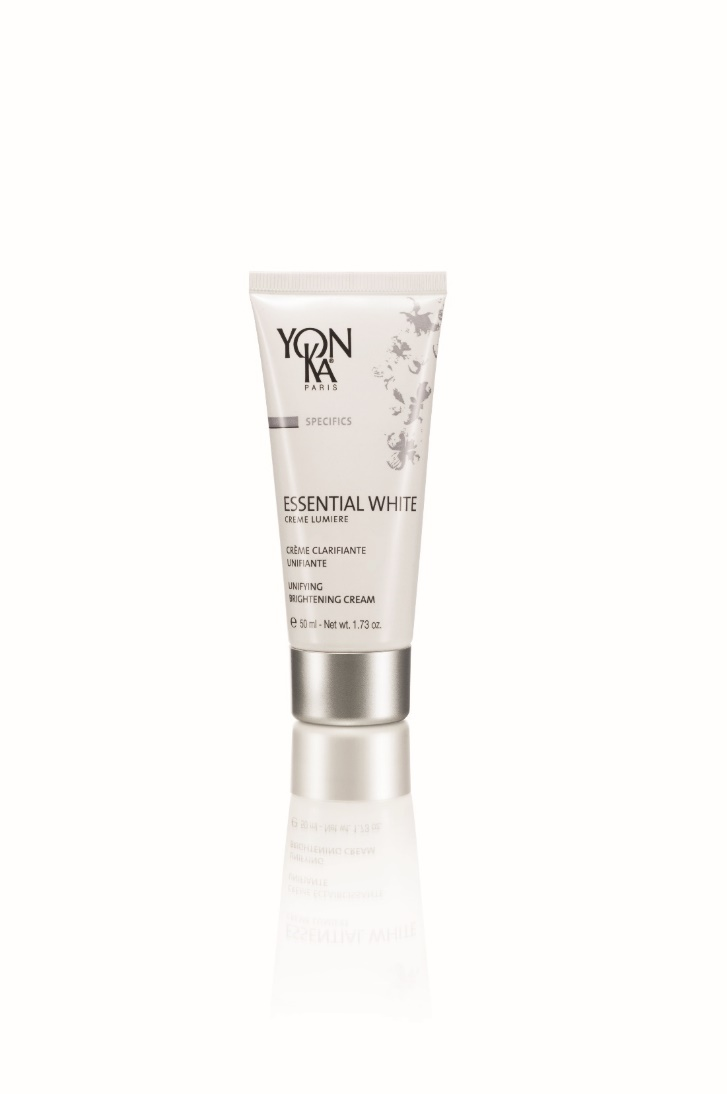 YON
KA®
PARIS
SPECIFICS
ESSENTIAL WHITE
CREME LUMIERE
CRÈME CLARIFIANTE
UNIFIANTE
UNIFYING
BRIGHTENING CREAM
℮ 50 ml - Net wt. 1.73 oz.